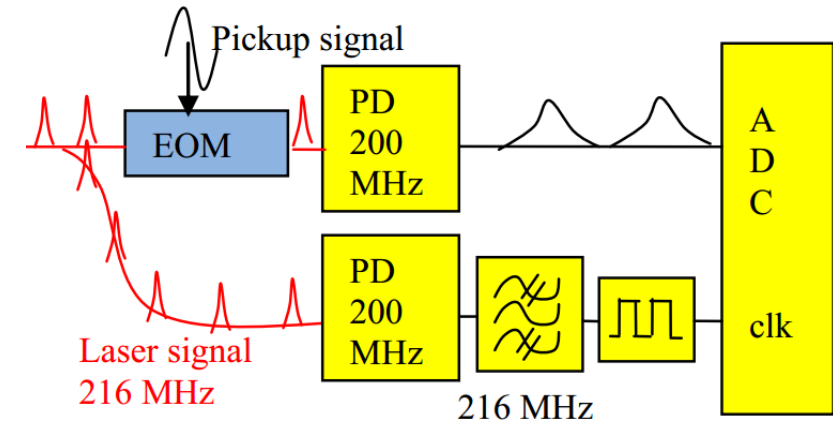 Pickup signal
EOM
PD
200
MHz
A
D
C
PD
200
MHz
clk
Laser signal
216 MHz
216 MHz